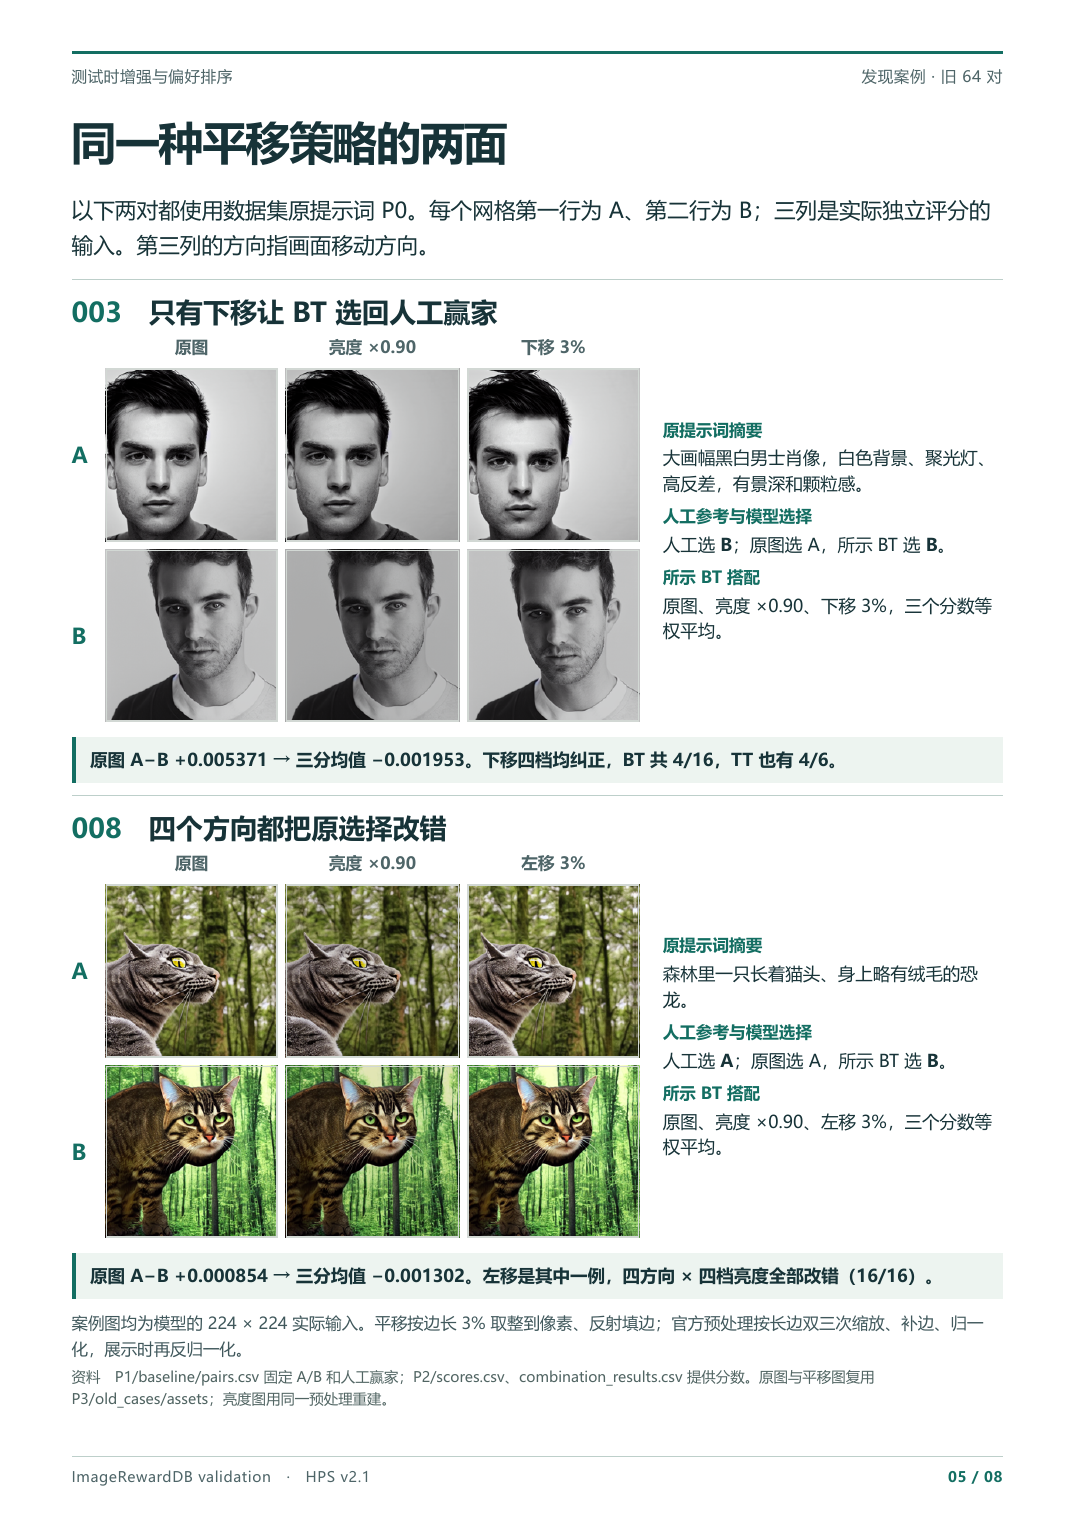 测试时增强与偏好排序
发现案例 · 旧 64 对
同一种平移策略的两面
以下两对都使用数据集原提示词 P0。每个网格第一行为 A、第二行为 B；三列是实际独立评分的
输入。第三列的方向指画面移动方向。
003 只有下移让 BT 选回人工赢家
原图 亮度 ×0.90 下移 3%
A
原提示词摘要
大画幅黑白男士肖像，白色背景、聚光灯、
高反差，有景深和颗粒感。
人工参考与模型选择
人工选 B；原图选 A，所示 BT 选 B。
所示 BT 搭配
原图、亮度 ×0.90、下移 3%，三个分数等
权平均。
B
原图 A−B +0.005371 → 三分均值 −0.001953。下移四档均纠正，BT 共 4/16，TT 也有 4/6。
008 四个方向都把原选择改错
原图 亮度 ×0.90 左移 3%
A
原提示词摘要
森林里一只长着猫头、身上略有绒毛的恐
龙。
人工参考与模型选择
人工选 A；原图选 A，所示 BT 选 B。
所示 BT 搭配
原图、亮度 ×0.90、左移 3%，三个分数等
权平均。
B
原图 A−B +0.000854 → 三分均值 −0.001302。左移是其中一例，四方向 × 四档亮度全部改错（16/16）。
案例图均为模型的 224 × 224 实际输入。平移按边长 3% 取整到像素、反射填边；官方预处理按长边双三次缩放、补边、归一
化，展示时再反归一化。
资料 P1/baseline/pairs.csv 固定 A/B 和人工赢家；P2/scores.csv、combination_results.csv 提供分数。原图与平移图复用
P3/old_cases/assets；亮度图用同一预处理重建。
ImageRewardDB validation · HPS v2.1
05 / 08